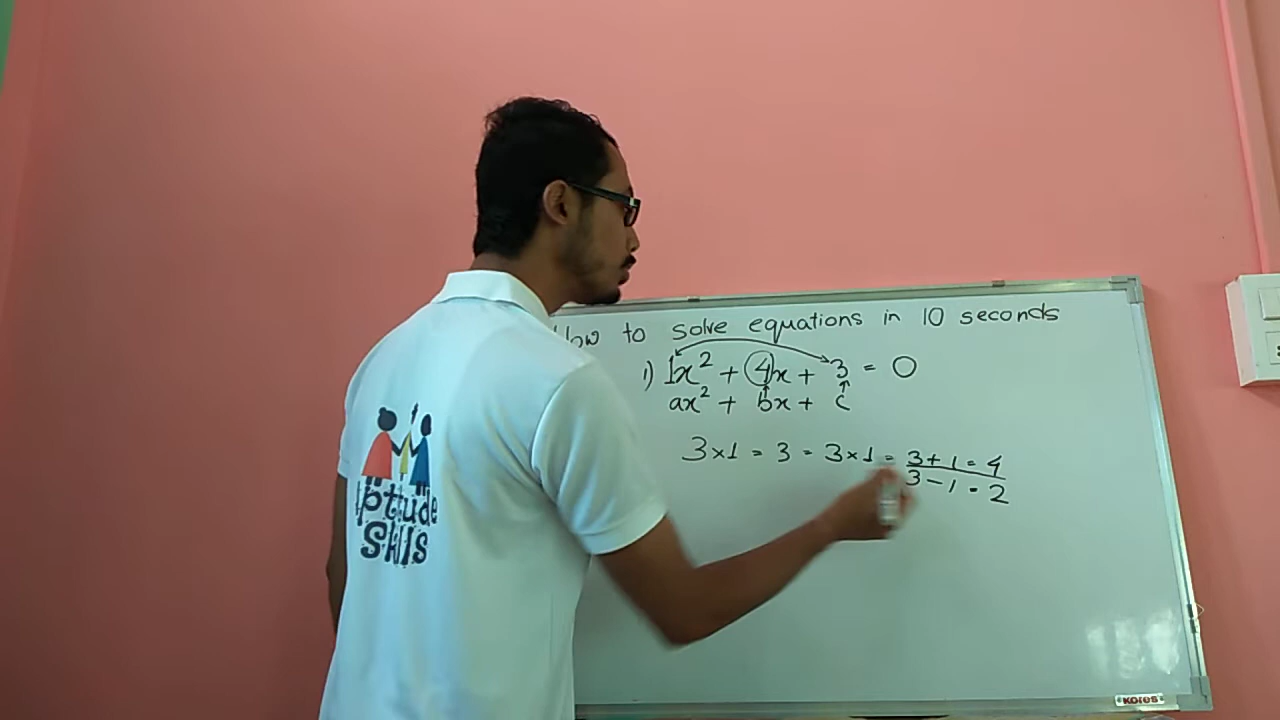 to solve equations in 10 seconds
1) 1x² + 4x + 3 = 0
ax² + bx + c
3×1 = 3 = 3×1 = 3+1=4
3-1=2
Aptitude
Skills
KORES